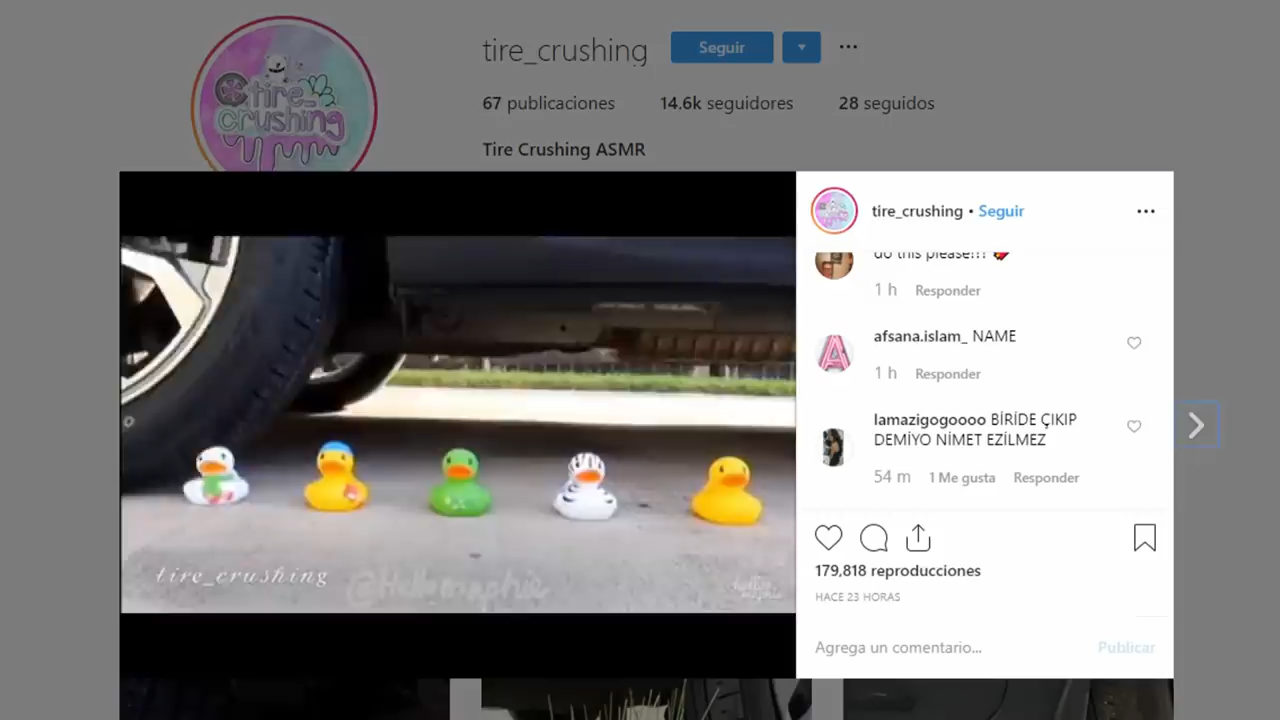 tire_crushing
Seguir
67 publicaciones
14.6k seguidores
28 seguidos
Tire Crushing ASMR
tire_
crushing
tire_crushing • Seguir
do this please!!!
1 h Responder
afsana.islam_ NAME
1 h Responder
lamazigogoooo BİRİDE ÇIKIP
DEMİYO NİMET EZİLMEZ
54 m 1 Me gusta Responder
179,818 reproducciones
HACE 23 HORAS
Agrega un comentario...
Publicar
tire_crushing